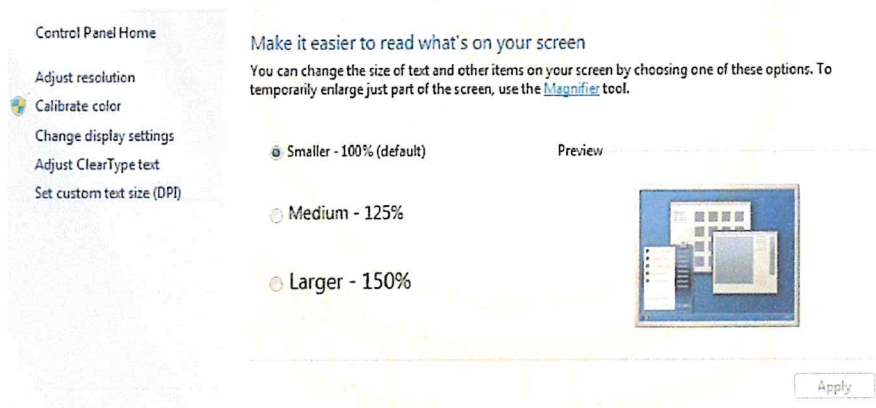 Control Panel Home
Adjust resolution
Calibrate color
Change display settings
Adjust ClearType text
Set custom text size (DPI)
Make it easier to read what's on your screen
You can change the size of text and other items on your screen by choosing one of these options. To
temporarily enlarge just part of the screen, use the Magnifier tool.
Smaller - 100% (default)
Preview
Medium - 125%
Larger - 150%
Apply